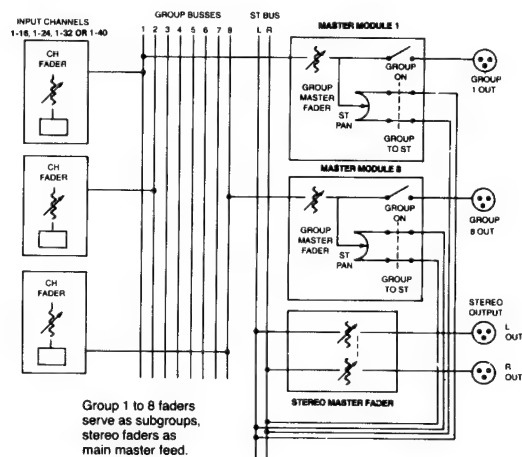 INPUT CHANNELS
1-16, 1-24, 1-32 OR 1-40
GROUP BUSSES
1 2 3 4 5 6 7 8
ST BUS
L R
CH
FADER
CH
FADER
CH
FADER
MASTER MODULE 1
GROUP
MASTER
FADER
GROUP
ON
ST
PAN
GROUP
TO ST
GROUP
1 OUT
MASTER MODULE 8
GROUP
MASTER
FADER
GROUP
ON
ST
PAN
GROUP
TO ST
GROUP
8 OUT
STEREO
OUTPUT
L
OUT
R
OUT
STEREO MASTER FADER
Group 1 to 8 faders
serve as subgroups,
stereo faders as
main master feed.